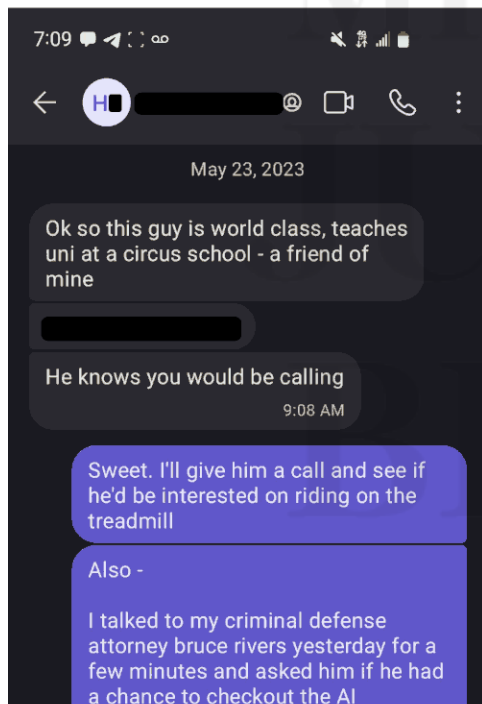 7:09
H
May 23, 2023
Ok so this guy is world class, teaches
uni at a circus school - a friend of
mine
He knows you would be calling
9:08 AM
Sweet. I'll give him a call and see if
he'd be interested on riding on the
treadmill
Also -
I talked to my criminal defense
attorney bruce rivers yesterday for a
few minutes and asked him if he had
a chance to checkout the AI